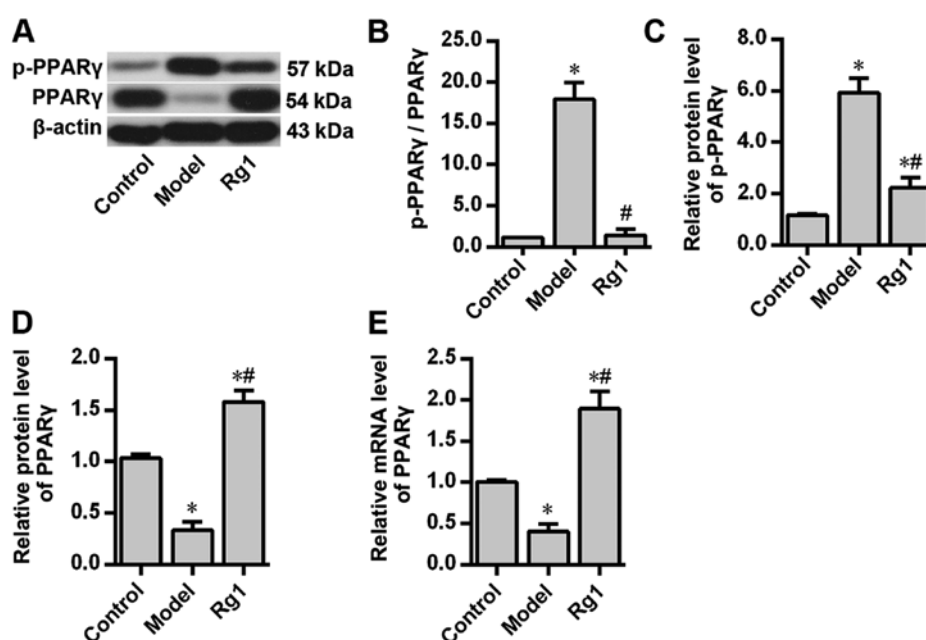 A
p-PPARγ
57 kDa
PPARγ
54 kDa
β-actin
43 kDa
Control
Model
Rg1
B
p-PPARγ / PPARγ
25.0
20.0
15.0
10.0
5.0
0.0
*
#
Control
Model
Rg1
C
Relative protein level
of p-PPARγ
8.0
6.0
4.0
2.0
0.0
*
*#
Control
Model
Rg1
D
Relative protein level
of PPARγ
2.0
1.5
1.0
0.5
0.0
*
*#
Control
Model
Rg1
E
Relative mRNA level
of PPARγ
2.5
2.0
1.5
1.0
0.5
0.0
*
*#
Control
Model
Rg1